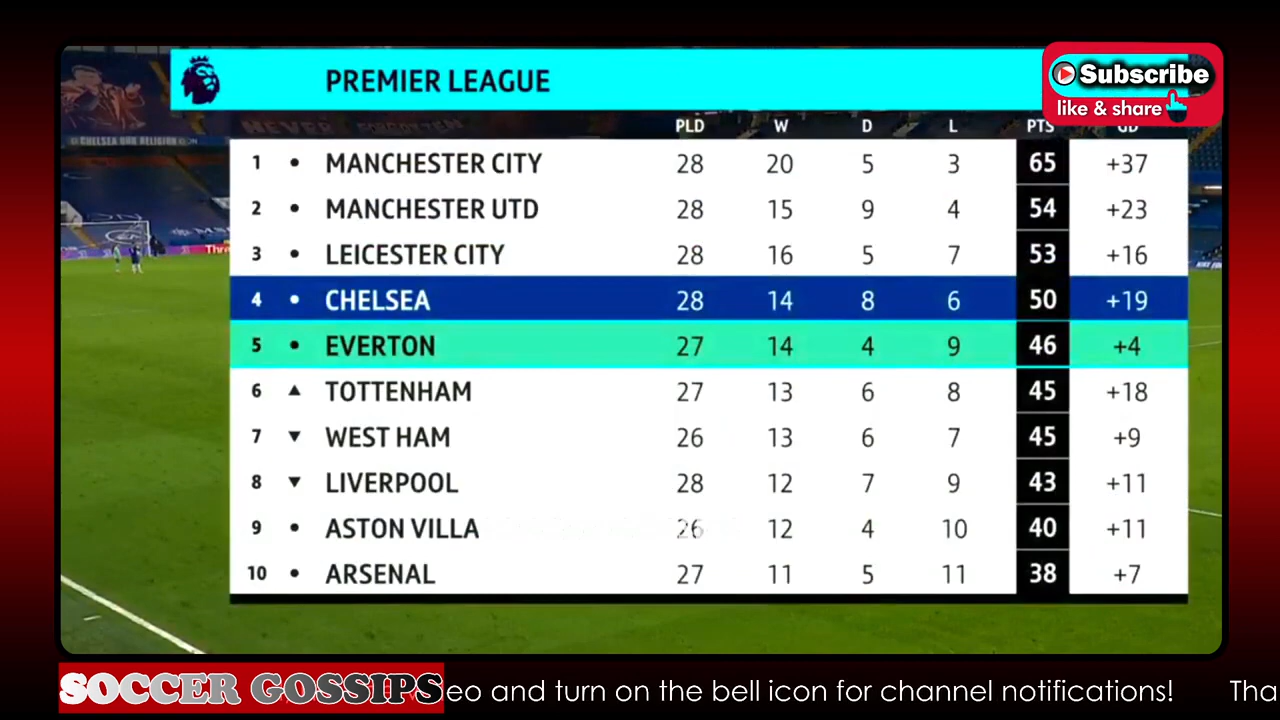 PREMIER LEAGUE
Subscribe
like & share
PLD W D L PTS GD
1 • MANCHESTER CITY 28 20 5 3 65 +37
2 • MANCHESTER UTD 28 15 9 4 54 +23
3 • LEICESTER CITY 28 16 5 7 53 +16
4 • CHELSEA 28 14 8 6 50 +19
5 • EVERTON 27 14 4 9 46 +4
6 ▲ TOTTENHAM 27 13 6 8 45 +18
7 ▼ WEST HAM 26 13 6 7 45 +9
8 ▼ LIVERPOOL 28 12 7 9 43 +11
9 • ASTON VILLA 26 12 4 10 40 +11
10 • ARSENAL 27 11 5 11 38 +7
SOCCER GOSSIPS eo and turn on the bell icon for channel notifications! Tha